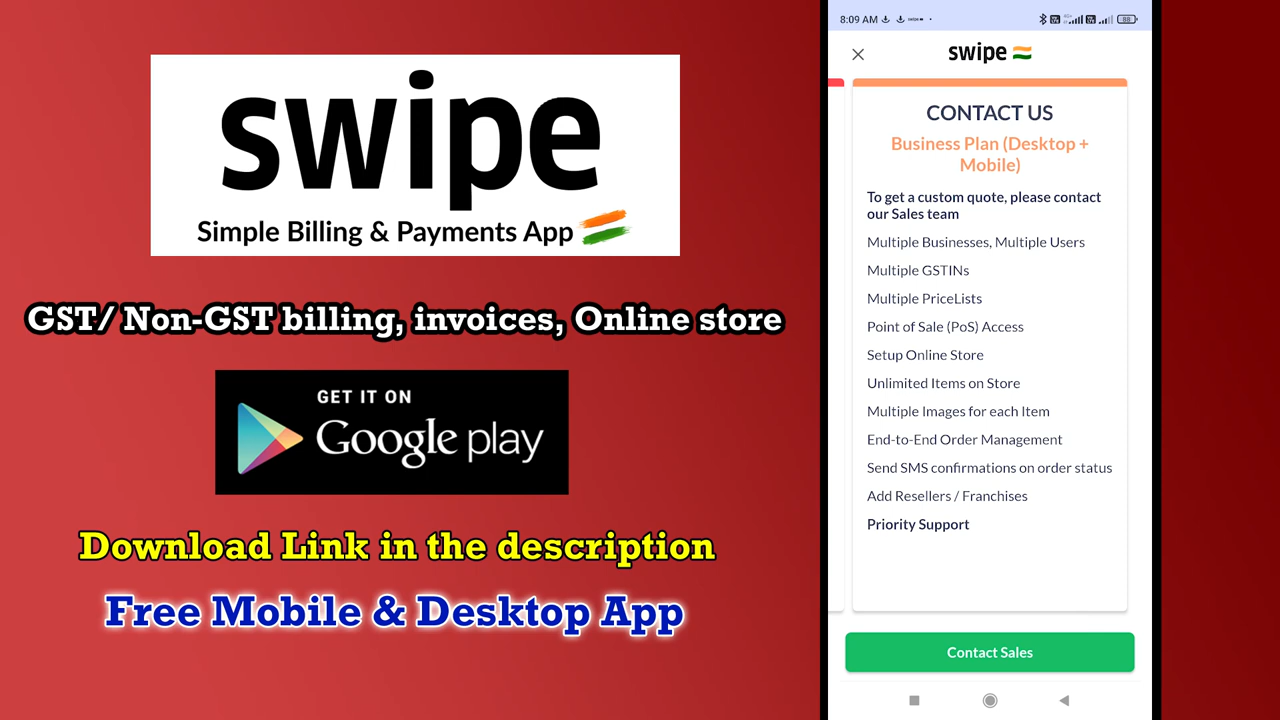 swipe
Simple Billing & Payments App
GST/ Non-GST billing, invoices, Online store
GET IT ON
Google play
Download Link in the description
Free Mobile & Desktop App
8:09 AM
88
swipe
CONTACT US
Business Plan (Desktop +
Mobile)
To get a custom quote, please contact
our Sales team
Multiple Businesses, Multiple Users
Multiple GSTINs
Multiple PriceLists
Point of Sale (PoS) Access
Setup Online Store
Unlimited Items on Store
Multiple Images for each Item
End-to-End Order Management
Send SMS confirmations on order status
Add Resellers / Franchises
Priority Support
Contact Sales